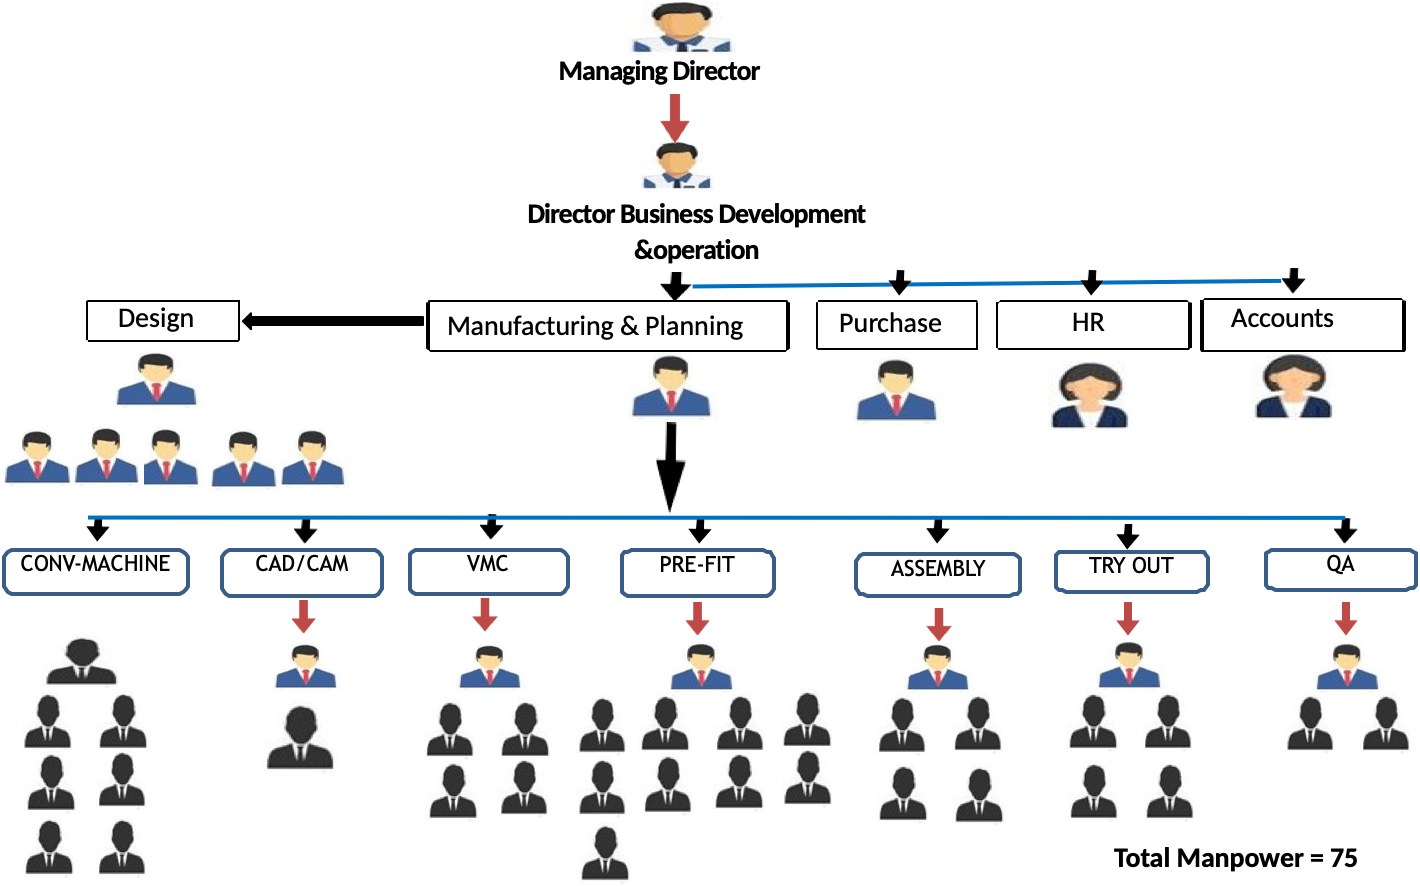 Managing Director
Director Business Development
&operation
Design
Manufacturing & Planning
Purchase
HR
Accounts
CONV-MACHINE
CAD/CAM
VMC
PRE-FIT
ASSEMBLY
TRY OUT
QA
Total Manpower = 75